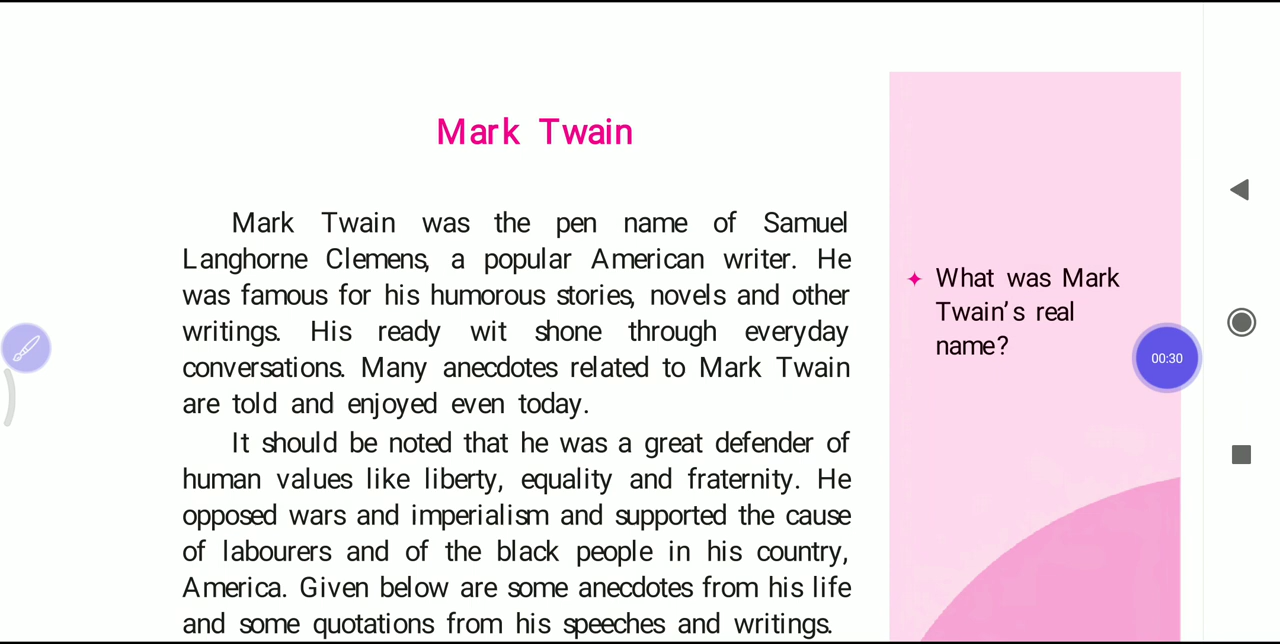 Mark Twain
Mark Twain was the pen name of Samuel
Langhorne Clemens, a popular American writer. He
was famous for his humorous stories, novels and other
writings. His ready wit shone through everyday
conversations. Many anecdotes related to Mark Twain
are told and enjoyed even today.
It should be noted that he was a great defender of
human values like liberty, equality and fraternity. He
opposed wars and imperialism and supported the cause
of labourers and of the black people in his country,
America. Given below are some anecdotes from his life
and some quotations from his speeches and writings.
✦ What was Mark
Twain's real
name?
00:30